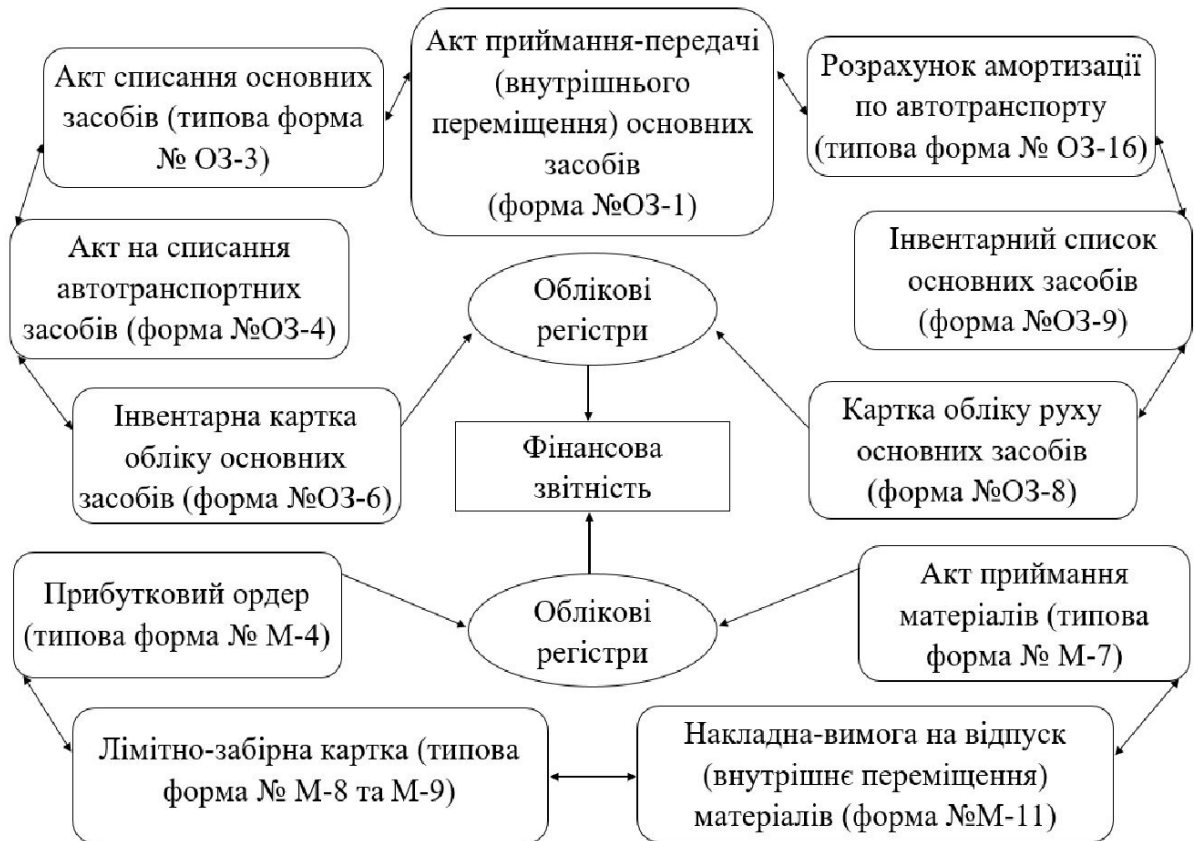 Акт списання основних
засобів (типова форма
№ ОЗ-3)
Акт приймання-передачі
(внутрішнього
переміщення) основних
засобів
(форма №ОЗ-1)
Розрахунок амортизації
по автотранспорту
(типова форма № ОЗ-16)
Акт на списання
автотранспортних
засобів (форма №ОЗ-4)
Облікові
регістри
Інвентарний список
основних засобів
(форма №ОЗ-9)
Інвентарна картка
обліку основних
засобів (форма №ОЗ-6)
Фінансова
звітність
Картка обліку руху
основних засобів
(форма №ОЗ-8)
Прибутковий ордер
(типова форма № М-4)
Облікові
регістри
Акт приймання
матеріалів (типова
форма № М-7)
Лімітно-забірна картка (типова
форма № М-8 та М-9)
Накладна-вимога на відпуск
(внутрішнє переміщення)
матеріалів (форма №М-11)